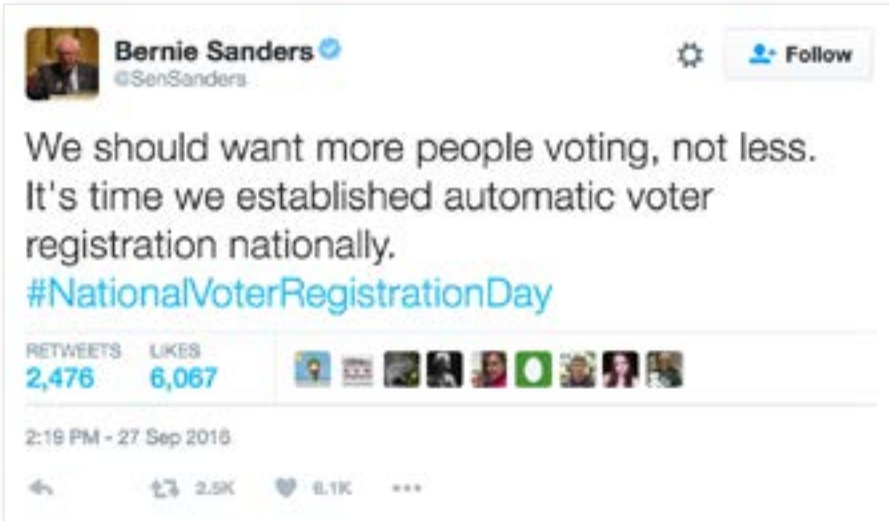 Bernie Sanders
@SenSanders
Follow
We should want more people voting, not less.
It's time we established automatic voter
registration nationally.
#NationalVoterRegistrationDay
RETWEETS LIKES
2,476 6,067
2:19 PM - 27 Sep 2016
2.5K 6.1K